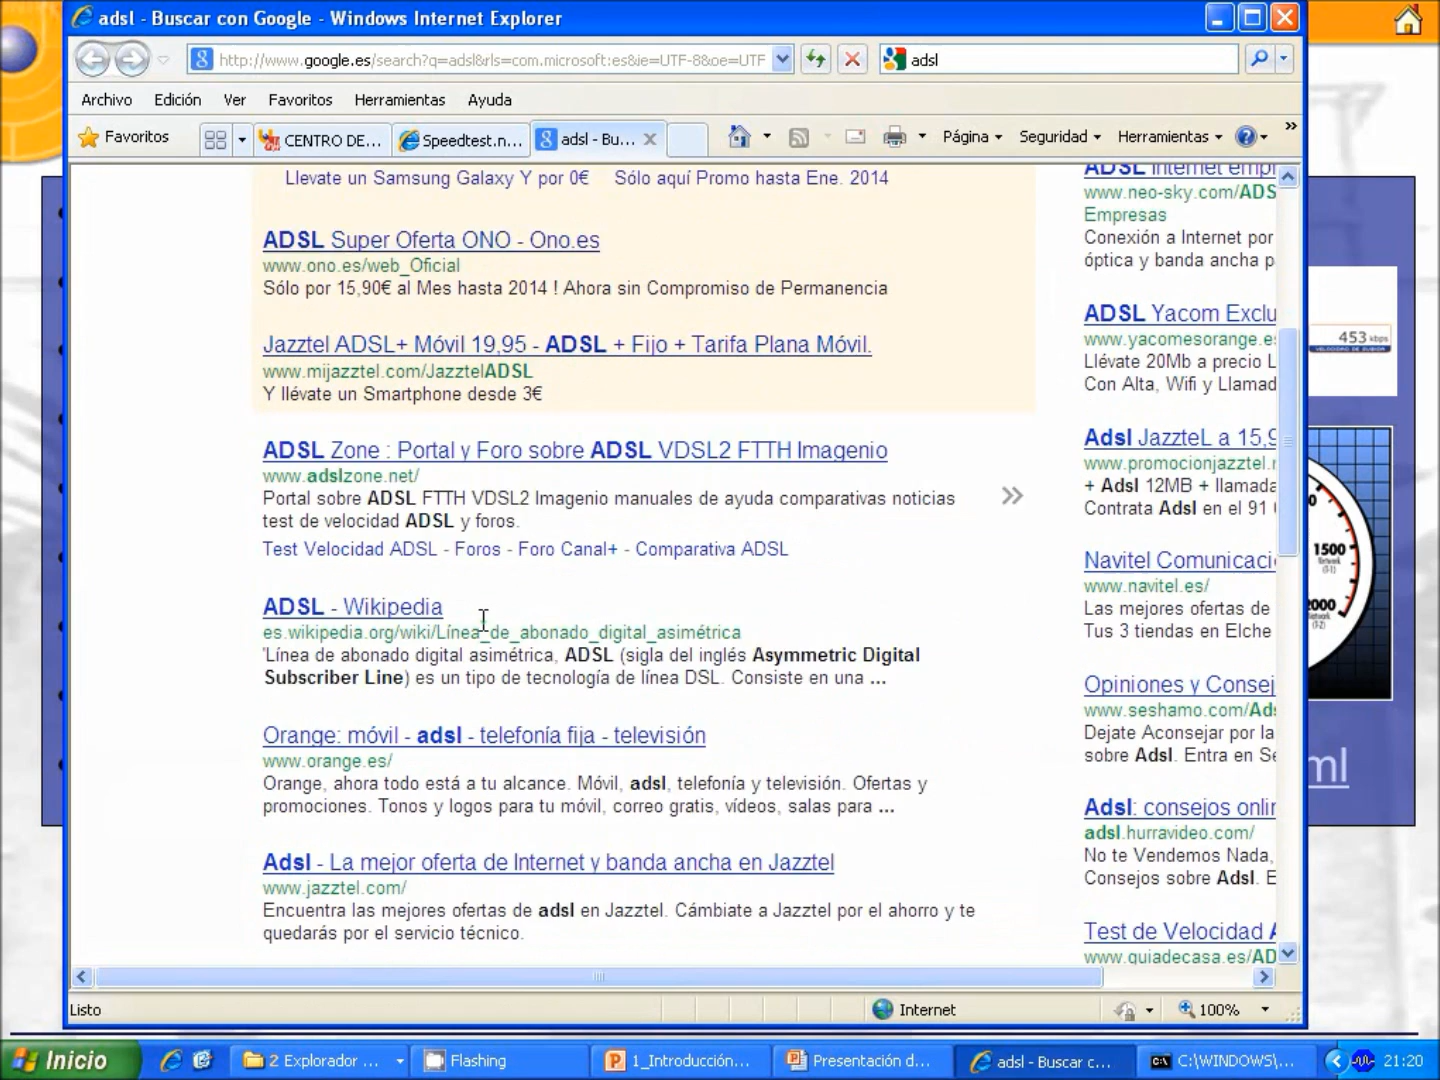 adsl - Buscar con Google - Windows Internet Explorer
http://www.google.es/search?q=adsl&rls=com.microsoft:es&ie=UTF-8&oe=UTF
adsl
Archivo Edición Ver Favoritos Herramientas Ayuda
Favoritos
CENTRO DE...
Speedtest.n...
adsl - Bu...
Página
Seguridad
Herramientas
Llevate un Samsung Galaxy Y por 0€ Sólo aquí Promo hasta Ene. 2014
ADSL Super Oferta ONO - Ono.es
www.ono.es/web_Oficial
Sólo por 15,90€ al Mes hasta 2014 ! Ahora sin Compromiso de Permanencia
Jazztel ADSL+ Móvil 19,95 - ADSL + Fijo + Tarifa Plana Móvil.
www.mijazztel.com/JazztelADSL
Y llévate un Smartphone desde 3€
ADSL Zone : Portal y Foro sobre ADSL VDSL2 FTTH Imagenio
www.adslzone.net/
Portal sobre ADSL FTTH VDSL2 Imagenio manuales de ayuda comparativas noticias
test de velocidad ADSL y foros.
Test Velocidad ADSL - Foros - Foro Canal+ - Comparativa ADSL
ADSL - Wikipedia
es.wikipedia.org/wiki/Línea_de_abonado_digital_asimétrica
'Línea de abonado digital asimétrica, ADSL (sigla del inglés Asymmetric Digital
Subscriber Line) es un tipo de tecnología de línea DSL. Consiste en una ...
Orange: móvil - adsl - telefonía fija - televisión
www.orange.es/
Orange, ahora todo está a tu alcance. Móvil, adsl, telefonía y televisión. Ofertas y
promociones. Tonos y logos para tu móvil, correo gratis, vídeos, salas para ...
Adsl - La mejor oferta de Internet y banda ancha en Jazztel
www.jazztel.com/
Encuentra las mejores ofertas de adsl en Jazztel. Cámbiate a Jazztel por el ahorro y te
quedarás por el servicio técnico.
ADSL Internet empr
www.neo-sky.com/ADS
Empresas
Conexión a Internet por
óptica y banda ancha p
ADSL Yacom Exclu
www.yacomesorange.e
Llévate 20Mb a precio L
Con Alta, Wifi y Llamad
Adsl JazzteL a 15,9
www.promocionjazztel.r
+ Adsl 12MB + llamada
Contrata Adsl en el 91
Navitel Comunicaci
www.navitel.es/
Las mejores ofertas de
Tus 3 tiendas en Elche
Opiniones y Consej
www.seshamo.com/Ads
Dejate Aconsejar por la
sobre Adsl. Entra en Se
Adsl: consejos onlin
adsl.hurravideo.com/
No te Vendemos Nada,
Consejos sobre Adsl. E
Test de Velocidad
www.guiadecasa.es/AD
453 kbps
1500
2000
ml
Listo
Internet
100%
Inicio
2 Explorador ...
Flashing
1_Introducción...
Presentación d...
adsl - Buscar c...
C:\WINDOWS\...
21:20